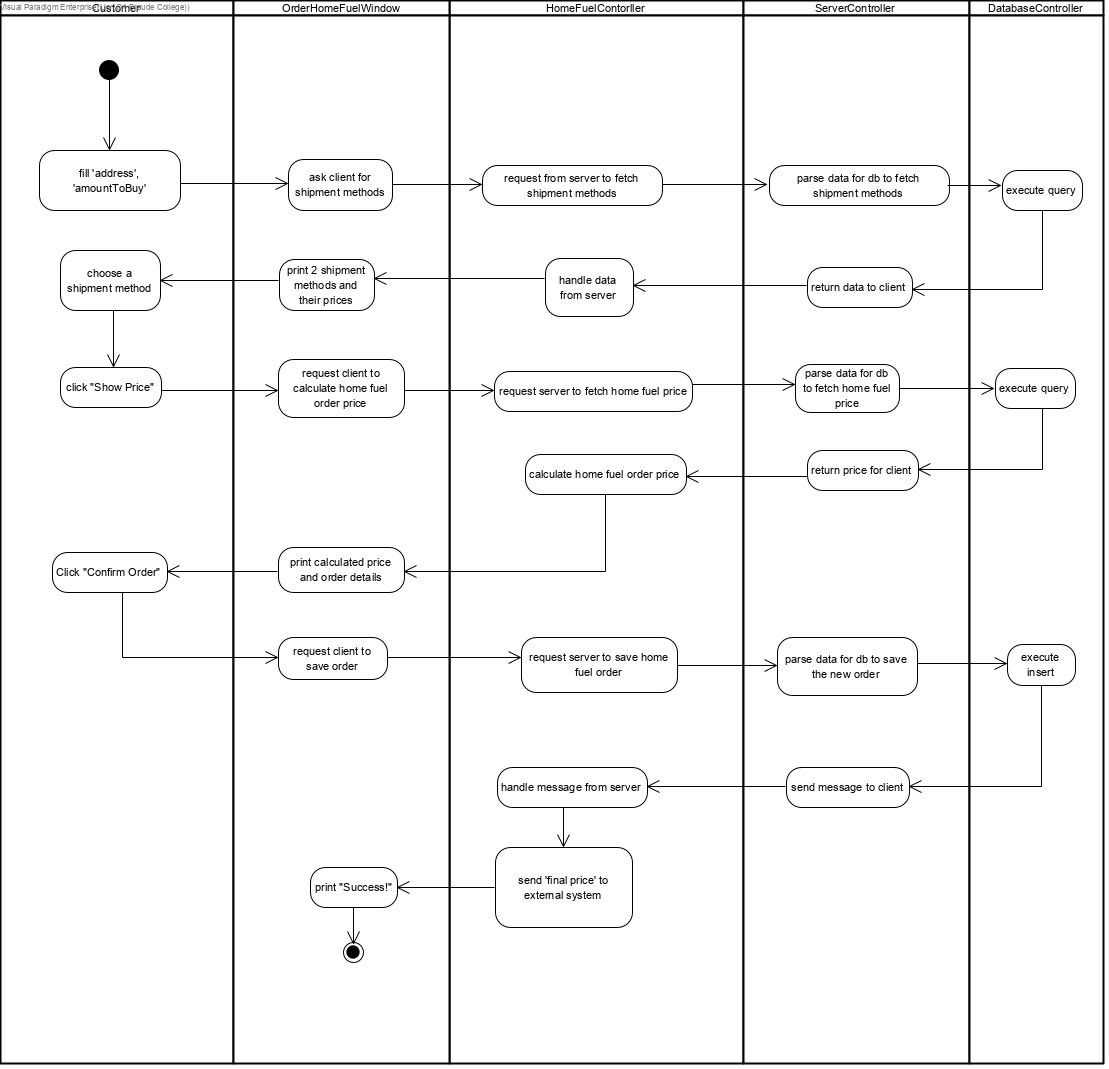 Customer
OrderHomeFuelWindow
HomeFuelContorller
ServerController
DatabaseController
fill 'address',
'amountToBuy'
ask client for
shipment methods
request from server to fetch
shipment methods
parse data for db to fetch
shipment methods
execute query
choose a
shipment method
print 2 shipment
methods and
their prices
handle data
from server
return data to client
click "Show Price"
request client to
calculate home fuel
order price
request server to fetch home fuel price
parse data for db
to fetch home fuel
price
execute query
calculate home fuel order price
return price for client
Click "Confirm Order"
print calculated price
and order details
request client to
save order
request server to save home
fuel order
parse data for db to save
the new order
execute
insert
handle message from server
send message to client
print "Success!"
send 'final price' to
external system